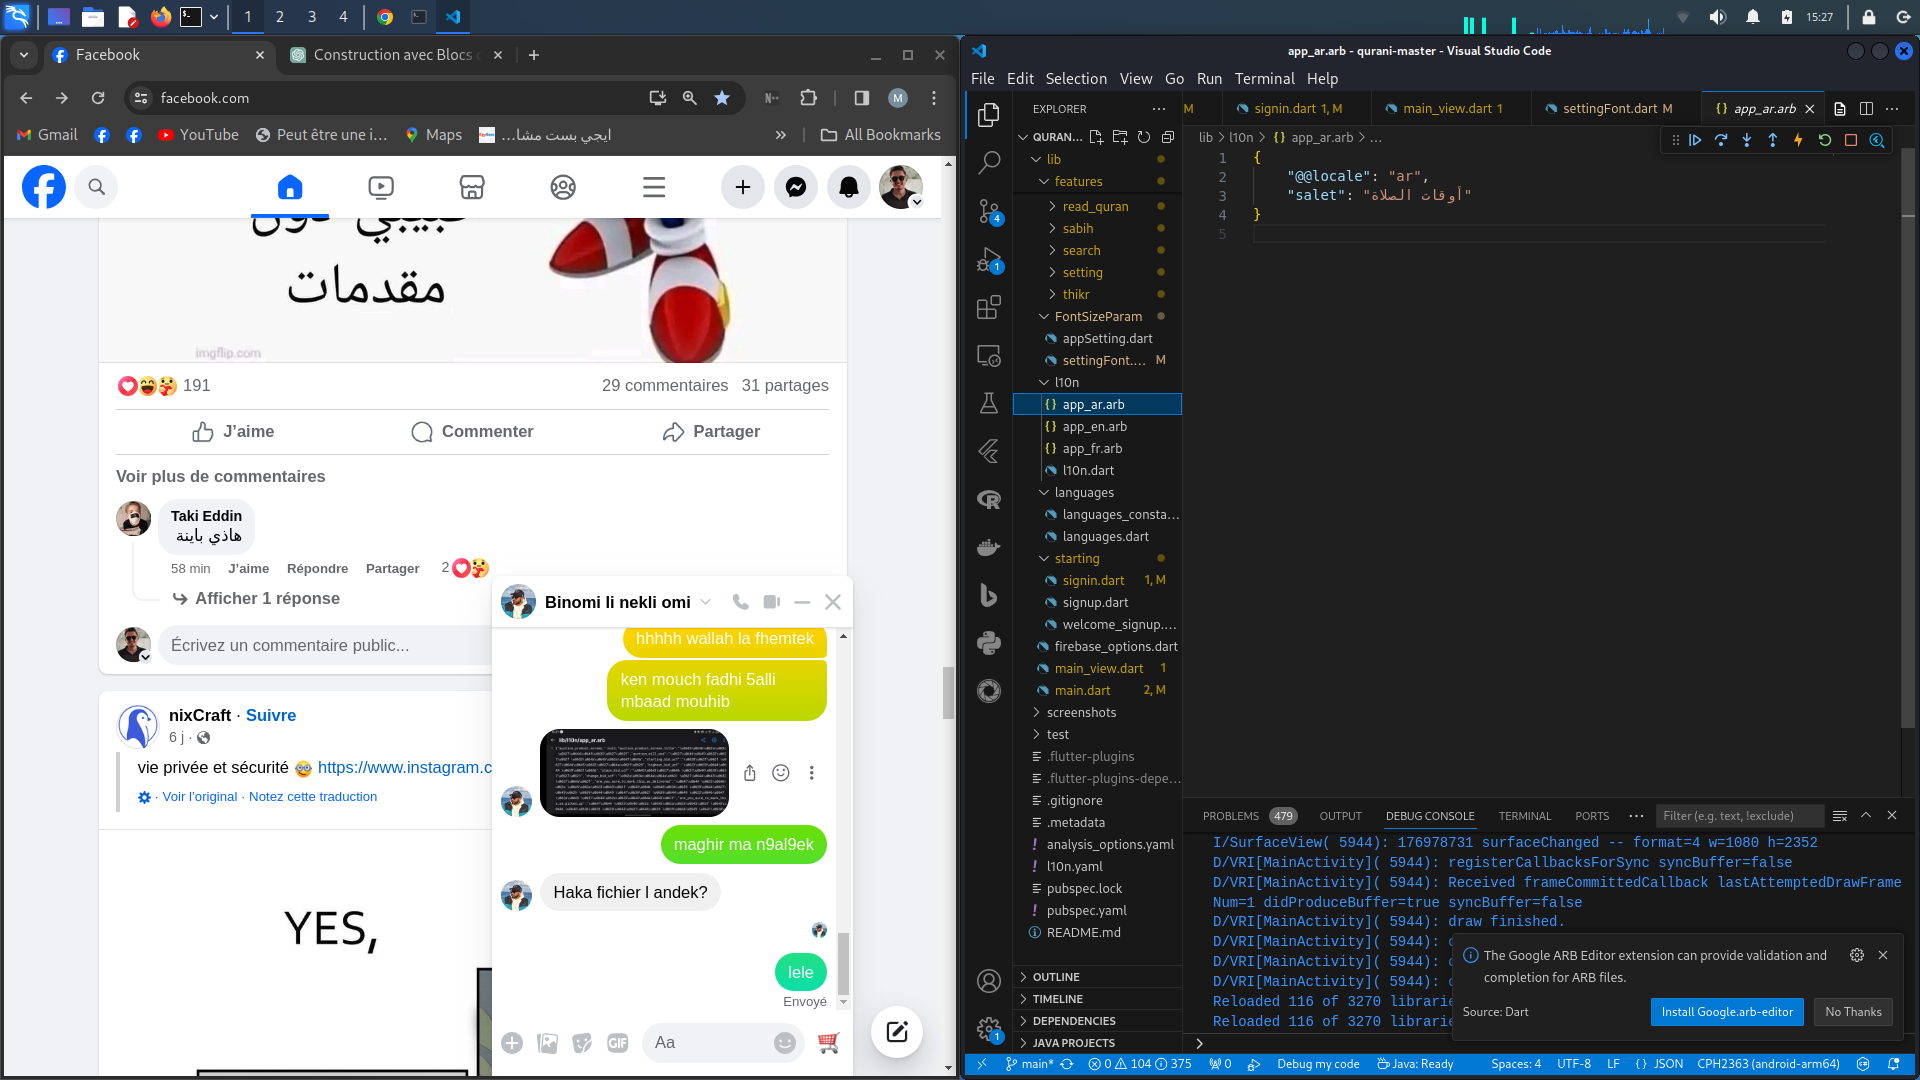 1
2
3
4
15:27
Facebook
Construction avec Blocs
facebook.com
M
Gmail
YouTube
Peut être une i…
Maps
ايجي بست مشا…
All Bookmarks
مقدمات
imgflip.com
191
29 commentaires
31 partages
J’aime
Commenter
Partager
Voir plus de commentaires
Taki Eddin
هاذي باينة
58 min
J’aime
Répondre
Partager
2
Afficher 1 réponse
Écrivez un commentaire public...
nixCraft · Suivre
6 j ·
vie privée et sécurité https://www.instagram.c
· Voir l’original · Notez cette traduction
YES,
Binomi li nekli omi
hhhhh wallah la fhemtek
ken mouch fadhi 5alli
mbaad mouhib
lib/l10n/app_ar.arb
maghir ma n9al9ek
Haka fichier l andek?
lele
Envoyé
GIF
Aa
app_ar.arb - qurani-master - Visual Studio Code
File Edit Selection View Go Run Terminal Help
EXPLORER
QURAN...
lib
features
read_quran
sabih
search
setting
thikr
FontSizeParam
appSetting.dart
settingFont.... M
l10n
app_ar.arb
app_en.arb
app_fr.arb
l10n.dart
languages
languages_consta...
languages.dart
starting
signin.dart 1, M
signup.dart
welcome_signup....
firebase_options.dart
main_view.dart 1
main.dart 2, M
screenshots
test
.flutter-plugins
.flutter-plugins-depe...
.gitignore
.metadata
analysis_options.yaml
l10n.yaml
pubspec.lock
pubspec.yaml
README.md
OUTLINE
TIMELINE
DEPENDENCIES
JAVA PROJECTS
4
1
1
M
signin.dart 1, M
main_view.dart 1
settingFont.dart M
app_ar.arb
lib > l10n > {} app_ar.arb > ...
1 {
2 "@@locale": "ar",
3 "salet": "أوقات الصلاة"
4 }
5
PROBLEMS 479
OUTPUT
DEBUG CONSOLE
TERMINAL
PORTS
Filter (e.g. text, !exclude)
I/SurfaceView( 5944): 176978731 surfaceChanged -- format=4 w=1080 h=2352
D/VRI[MainActivity]( 5944): registerCallbacksForSync syncBuffer=false
D/VRI[MainActivity]( 5944): Received frameCommittedCallback lastAttemptedDrawFrame
Num=1 didProduceBuffer=true syncBuffer=false
D/VRI[MainActivity]( 5944): draw finished.
D/VRI[MainActivity]( 5944):
D/VRI[MainActivity]( 5944):
D/VRI[MainActivity]( 5944):
Reloaded 116 of 3270 librarie
Reloaded 116 of 3270 librarie
The Google ARB Editor extension can provide validation and
completion for ARB files.
Source: Dart
Install Google.arb-editor
No Thanks
main*
0
104
375
0
Debug my code
Java: Ready
Spaces: 4
UTF-8
LF
{} JSON
CPH2363 (android-arm64)